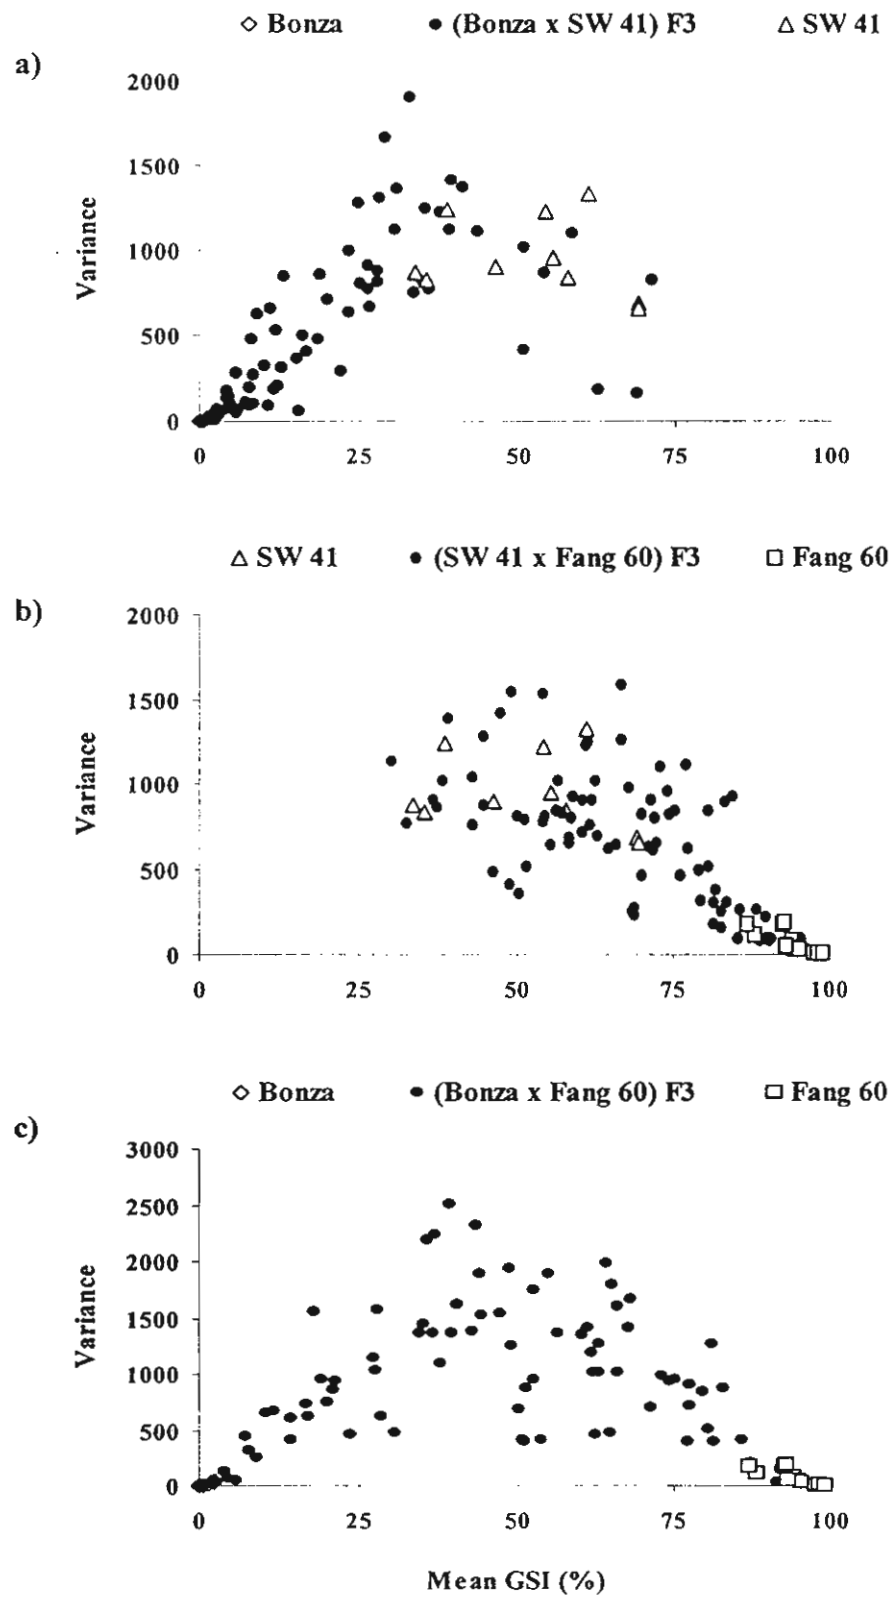 ◇ Bonza ● (Bonza x SW 41) F3 △ SW 41
a)
2000
1500
1000
500
0
Variance
0 25 50 75 100
△ SW 41 ● (SW 41 x Fang 60) F3 □ Fang 60
b)
2000
1500
1000
500
0
Variance
0 25 50 75 100
◇ Bonza ● (Bonza x Fang 60) F3 □ Fang 60
c)
3000
2500
2000
1500
1000
500
0
Variance
0 25 50 75 100
Mean GSI (%)